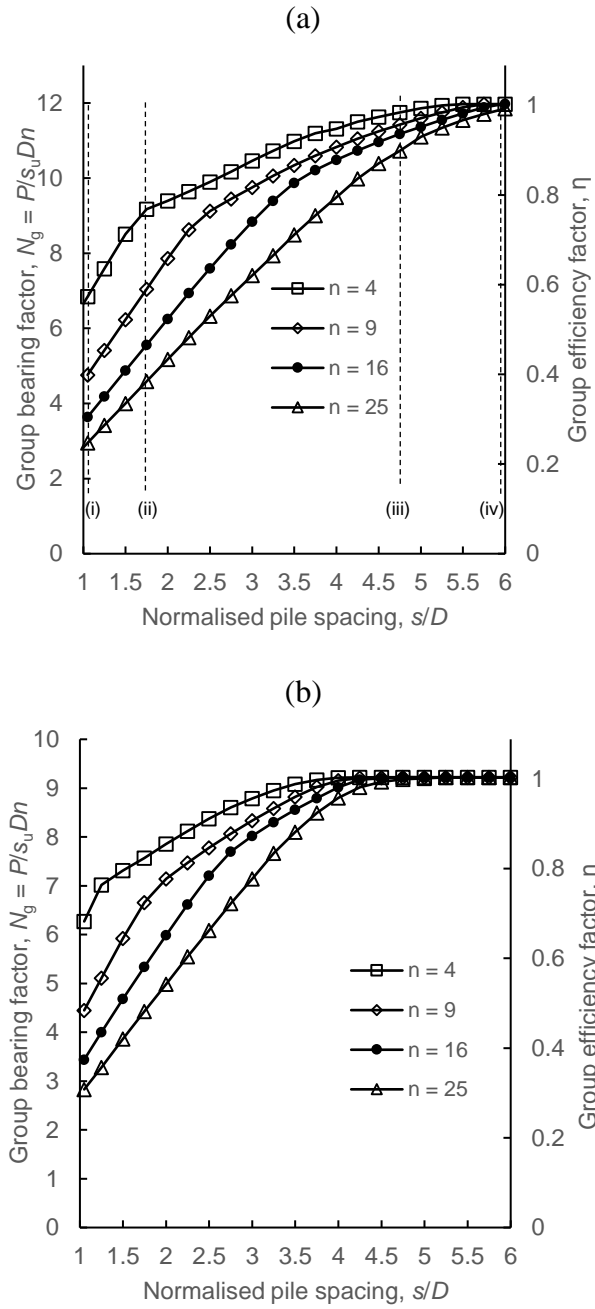 (a)
Group bearing factor, Ng = P/suDn
Group efficiency factor, η
12
10
8
6
4
2
0
1
0.8
0.6
0.4
0.2
0
n = 4
n = 9
n = 16
n = 25
(i)
(ii)
(iii)
(iv)
1 1.5 2 2.5 3 3.5 4 4.5 5 5.5 6
Normalised pile spacing, s/D
(b)
Group bearing factor, Ng = P/suDn
Group efficiency factor, η
10
9
8
7
6
5
4
3
2
1
0
1
0.8
0.6
0.4
0.2
0
n = 4
n = 9
n = 16
n = 25
1 1.5 2 2.5 3 3.5 4 4.5 5 5.5 6
Normalised pile spacing, s/D